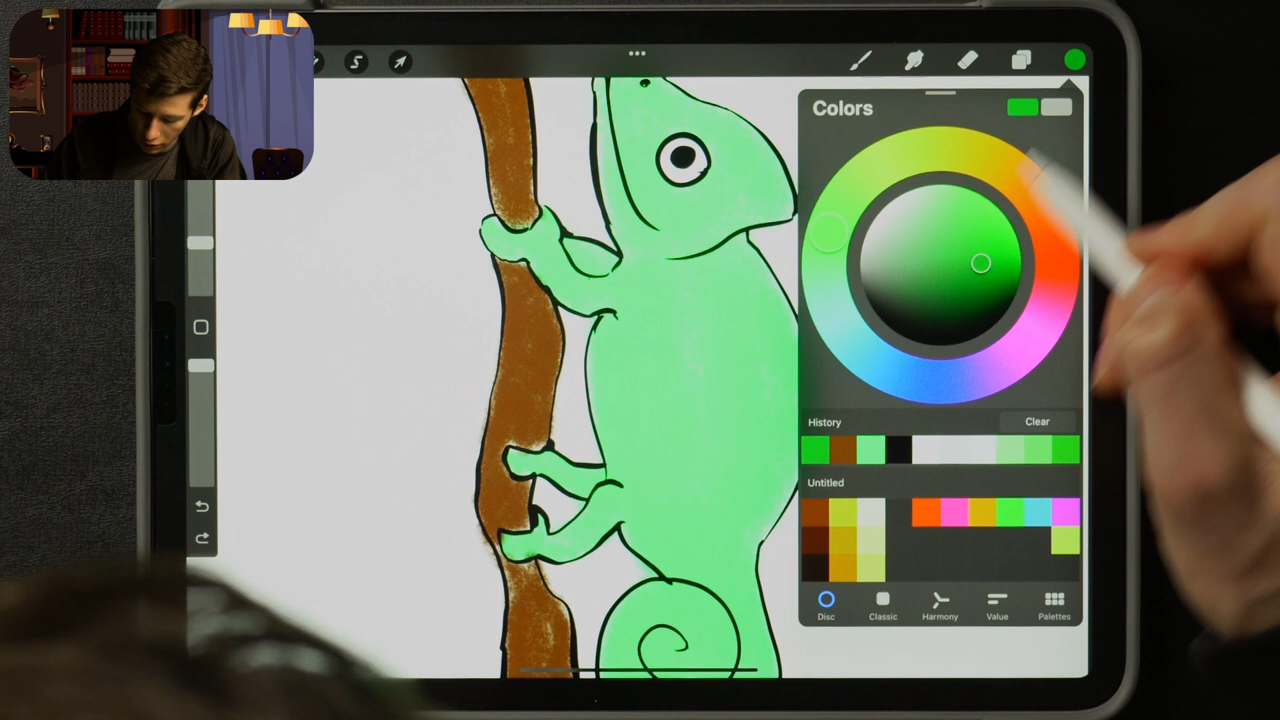 Colors
History
Clear
Untitled
Disc
Classic
Harmony
Value
Palettes